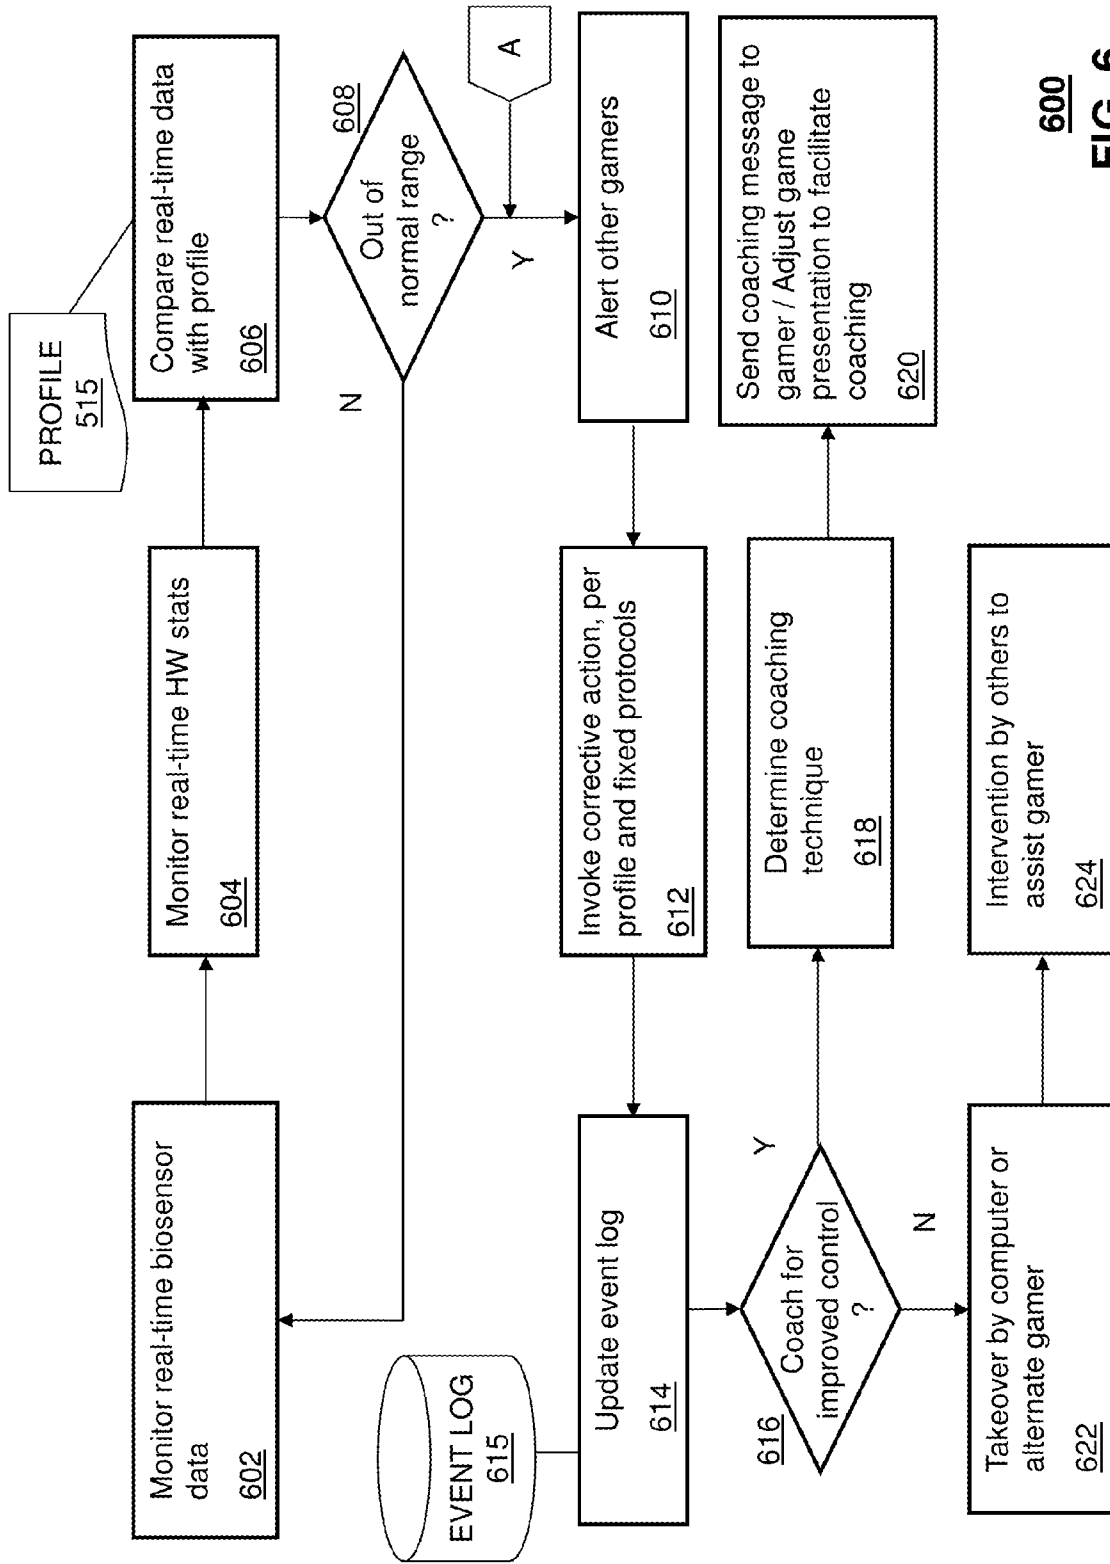 PROFILE
515
Monitor real-time biosensor
data
602
Monitor real-time HW stats
604
Compare real-time data
with profile
606
Out of
normal range
?
608
N
Y
A
Alert other gamers
610
Invoke corrective action, per
profile and fixed protocols
612
EVENT LOG
615
Update event log
614
Coach for
improved control
?
616
Y
N
Determine coaching
technique
618
Send coaching message to
gamer / Adjust game
presentation to facilitate
coaching
620
Takeover by computer or
alternate gamer
622
Intervention by others to
assist gamer
624
600
FIG. 6